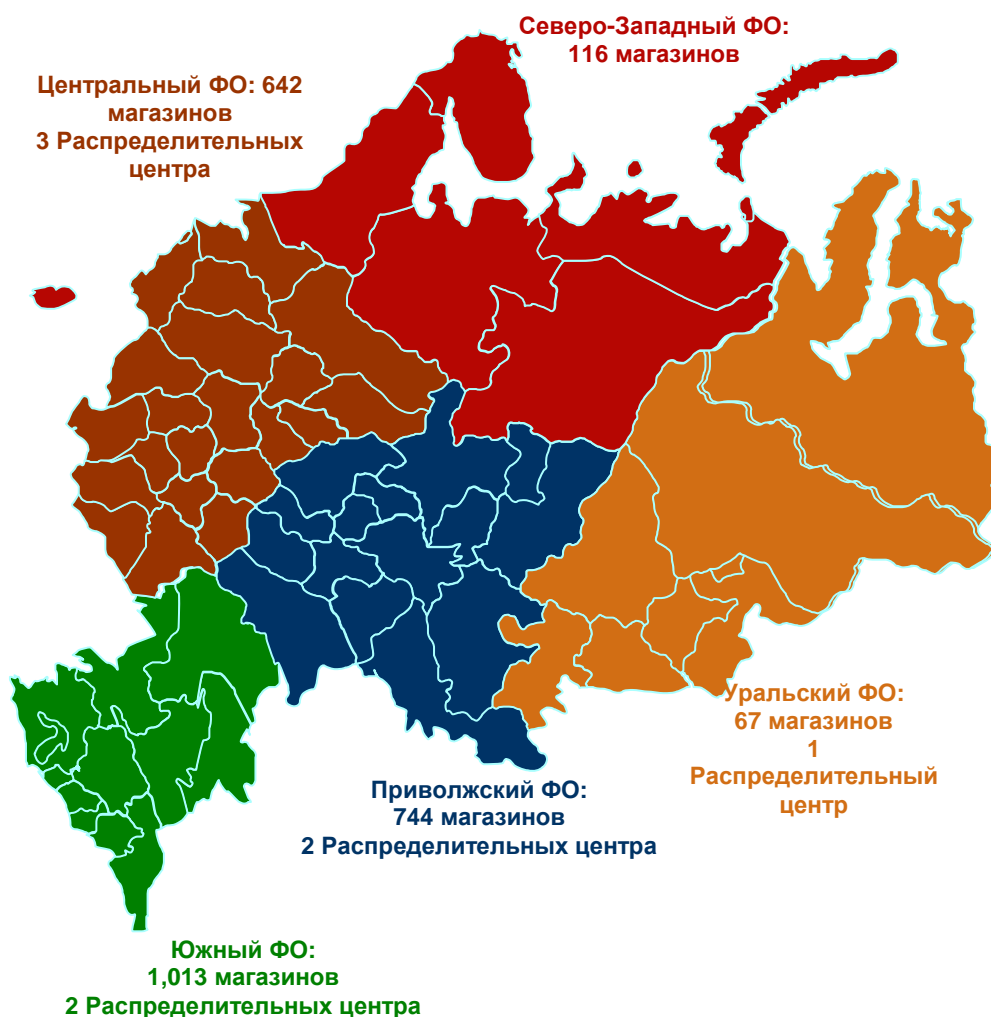 Северо-Западный ФО:
116 магазинов
Центральный ФО: 642
магазинов
3 Распределительных
центра
Уральский ФО:
67 магазинов
1
Распределительный
центр
Приволжский ФО:
744 магазинов
2 Распределительных центра
Южный ФО:
1,013 магазинов
2 Распределительных центра